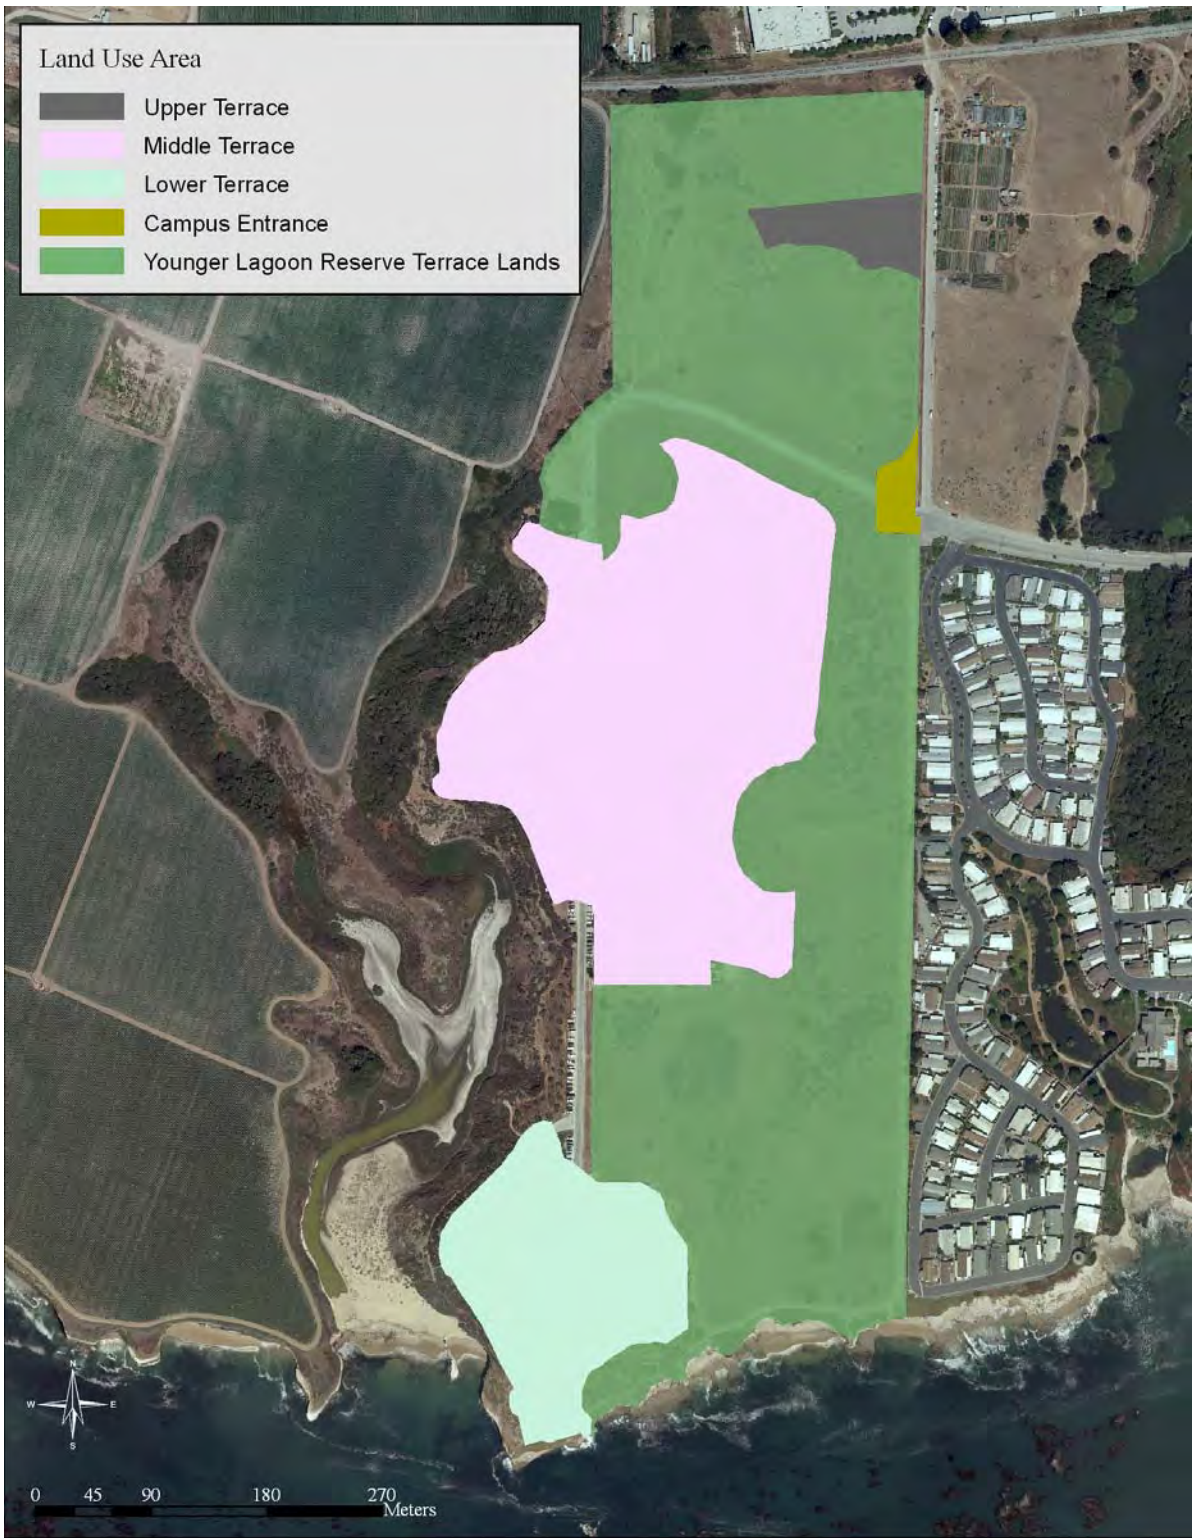 Land Use Area
Upper Terrace
Middle Terrace
Lower Terrace
Campus Entrance
Younger Lagoon Reserve Terrace Lands
N
W E
S
0 45 90 180 270
Meters